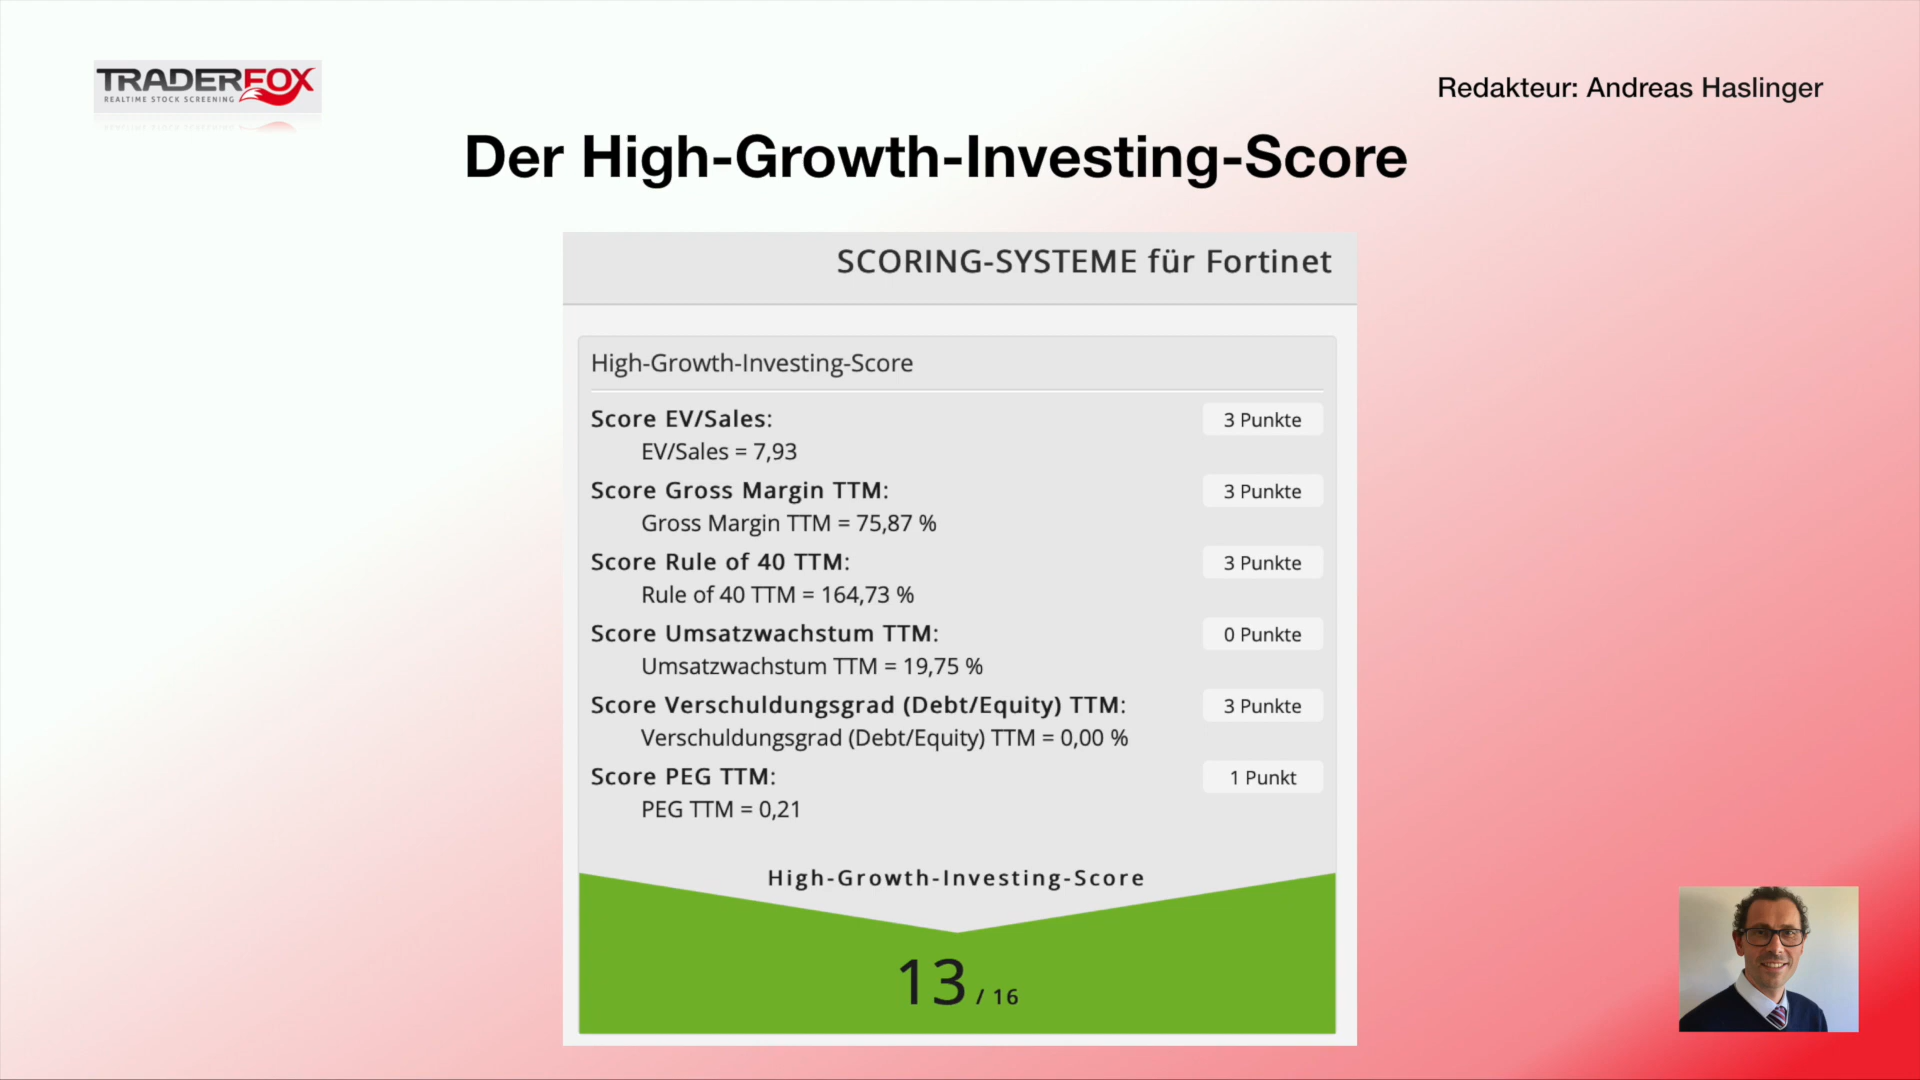 TRADERFOX
REALTIME STOCK SCREENING
Redakteur: Andreas Haslinger
Der High-Growth-Investing-Score
SCORING-SYSTEME für Fortinet
High-Growth-Investing-Score
Score EV/Sales: 3 Punkte
EV/Sales = 7,93
Score Gross Margin TTM: 3 Punkte
Gross Margin TTM = 75,87 %
Score Rule of 40 TTM: 3 Punkte
Rule of 40 TTM = 164,73 %
Score Umsatzwachstum TTM: 0 Punkte
Umsatzwachstum TTM = 19,75 %
Score Verschuldungsgrad (Debt/Equity) TTM: 3 Punkte
Verschuldungsgrad (Debt/Equity) TTM = 0,00 %
Score PEG TTM: 1 Punkt
PEG TTM = 0,21
High-Growth-Investing-Score
13 / 16